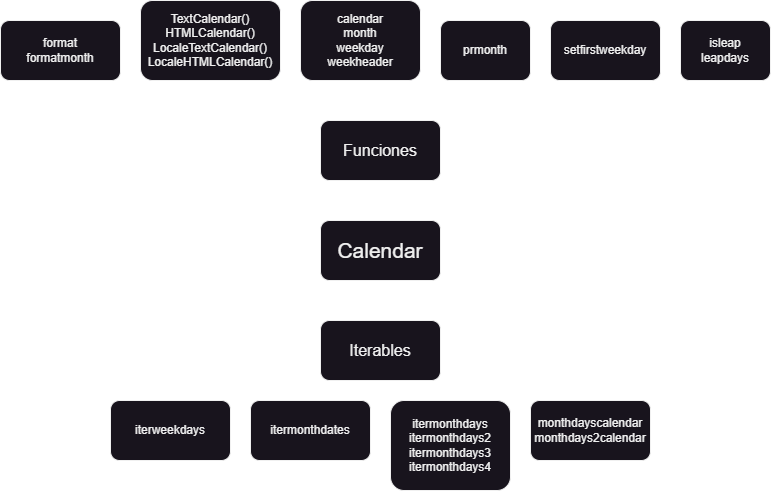 format
formatmonth
TextCalendar()
HTMLCalendar()
LocaleTextCalendar()
LocaleHTMLCalendar()
calendar
month
weekday
weekheader
prmonth
setfirstweekday
isleap
leapdays
Funciones
Calendar
Iterables
iterweekdays
itermonthdates
itermonthdays
itermonthdays2
itermonthdays3
itermonthdays4
monthdayscalendar
monthdays2calendar